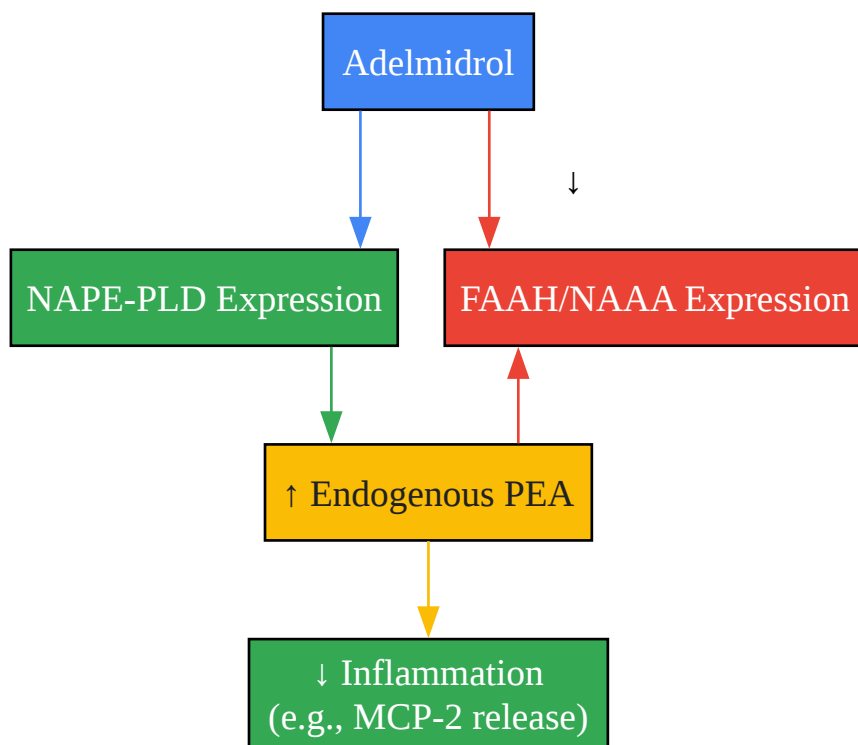 Adelmidrol
↓
NAPE-PLD Expression
FAAH/NAAA Expression
↑ Endogenous PEA
↓ Inflammation
(e.g., MCP-2 release)